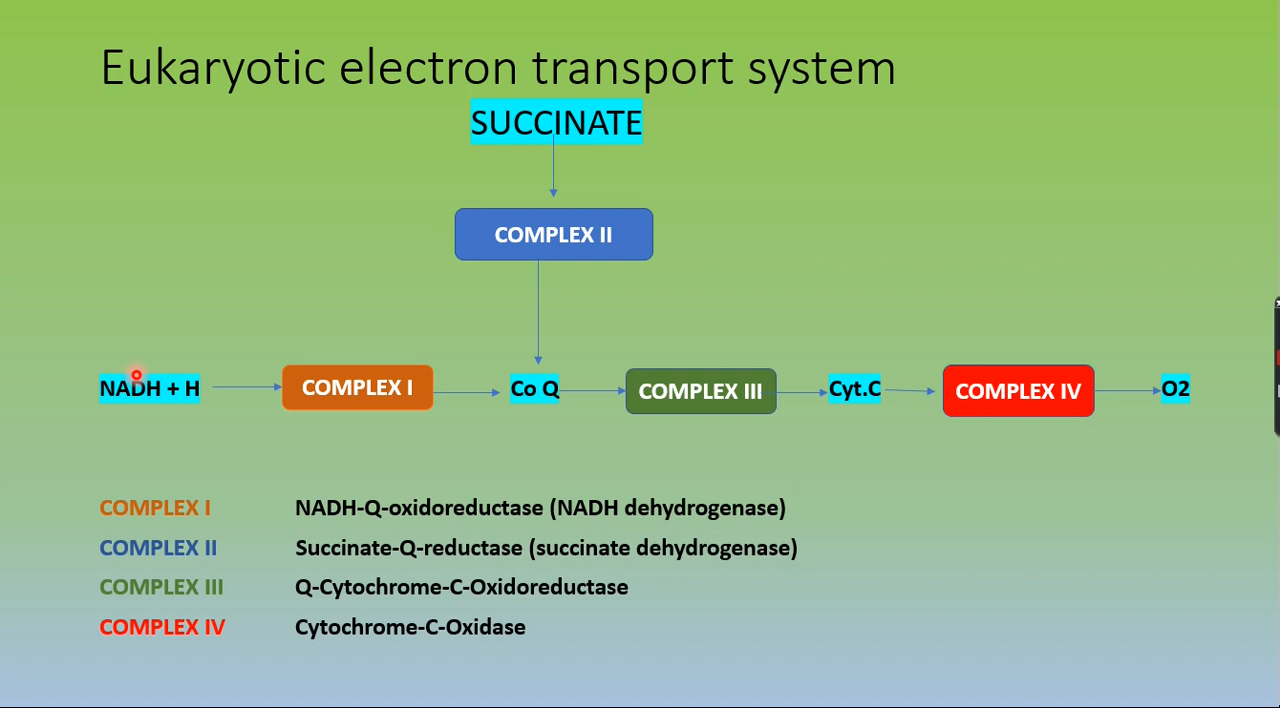 Eukaryotic electron transport system
SUCCINATE
COMPLEX II
NADH + H
COMPLEX I
Co Q
COMPLEX III
Cyt.C
COMPLEX IV
O2
COMPLEX I NADH-Q-oxidoreductase (NADH dehydrogenase)
COMPLEX II Succinate-Q-reductase (succinate dehydrogenase)
COMPLEX III Q-Cytochrome-C-Oxidoreductase
COMPLEX IV Cytochrome-C-Oxidase